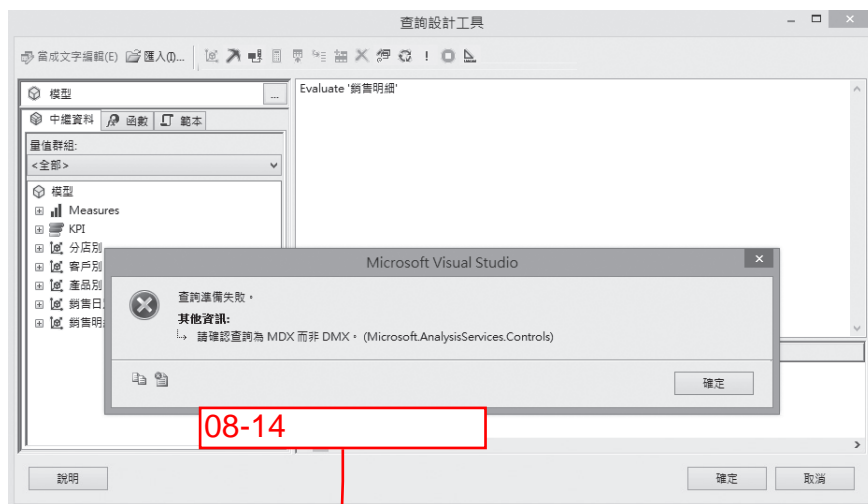 查詢設計工具
當成文字編輯(E) 匯入(I)...
模型 ...
Evaluate '銷售明細'
中繼資料 函數 範本
量值群組:
<全部>
模型
Measures
KPI
分店別
客戶別
產品別
銷售日
銷售明
Microsoft Visual Studio
查詢準備失敗。
其他資訊:
請確認查詢為 MDX 而非 DMX。 (Microsoft.AnalysisServices.Controls)
確定
08-14
說明 確定 取消